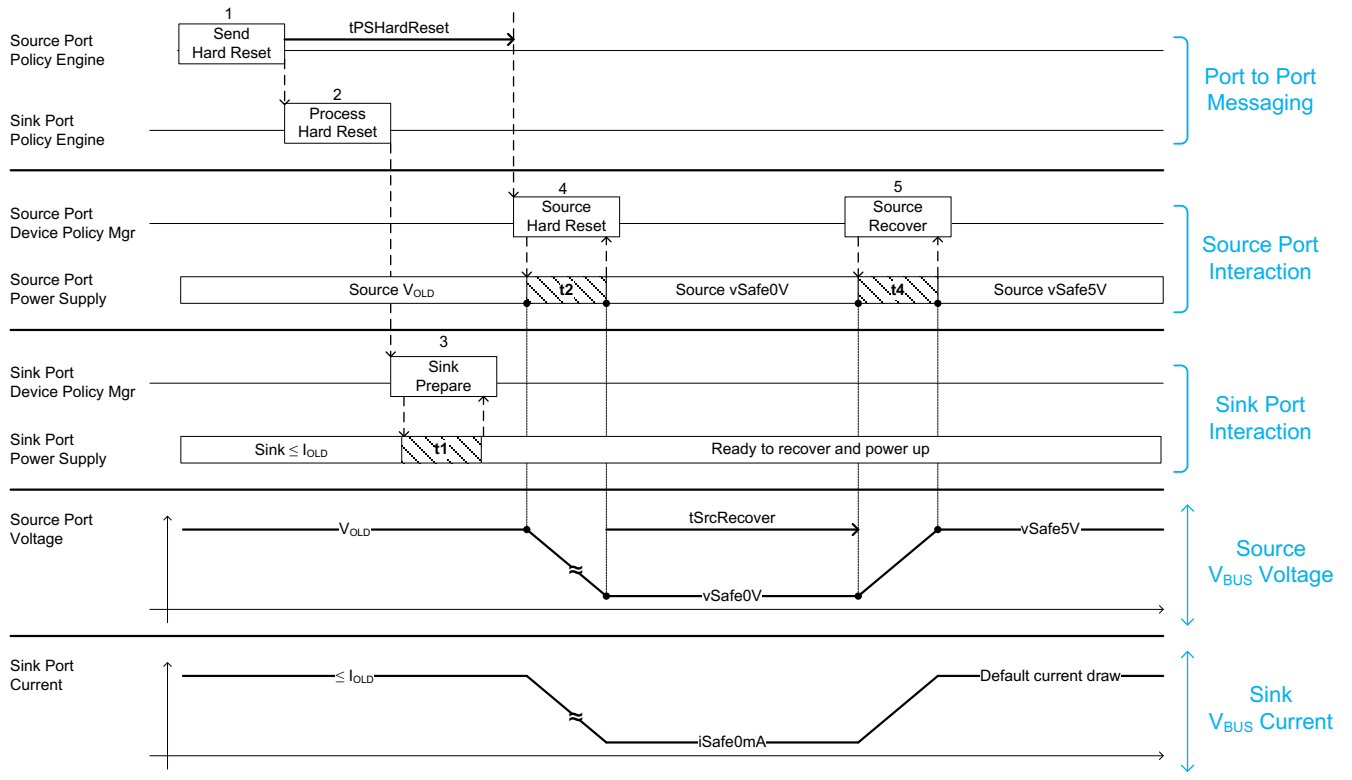 1
Send
Hard Reset
tPSHardReset
Source Port
Policy Engine
2
Process
Hard Reset
Sink Port
Policy Engine
Port to Port
Messaging
4
Source
Hard Reset
5
Source
Recover
Source Port
Device Policy Mgr
Source Port
Power Supply
Source VOLD
t2
Source vSafe0V
t4
Source vSafe5V
Source Port
Interaction
3
Sink
Prepare
Sink Port
Device Policy Mgr
Sink Port
Power Supply
Sink ≤ IOLD
t1
Ready to recover and power up
Sink Port
Interaction
Source Port
Voltage
VOLD
≈
tSrcRecover
vSafe0V
vSafe5V
Source
VBUS Voltage
Sink Port
Current
≤ IOLD
≈
iSafe0mA
Default current draw
Sink
VBUS Current